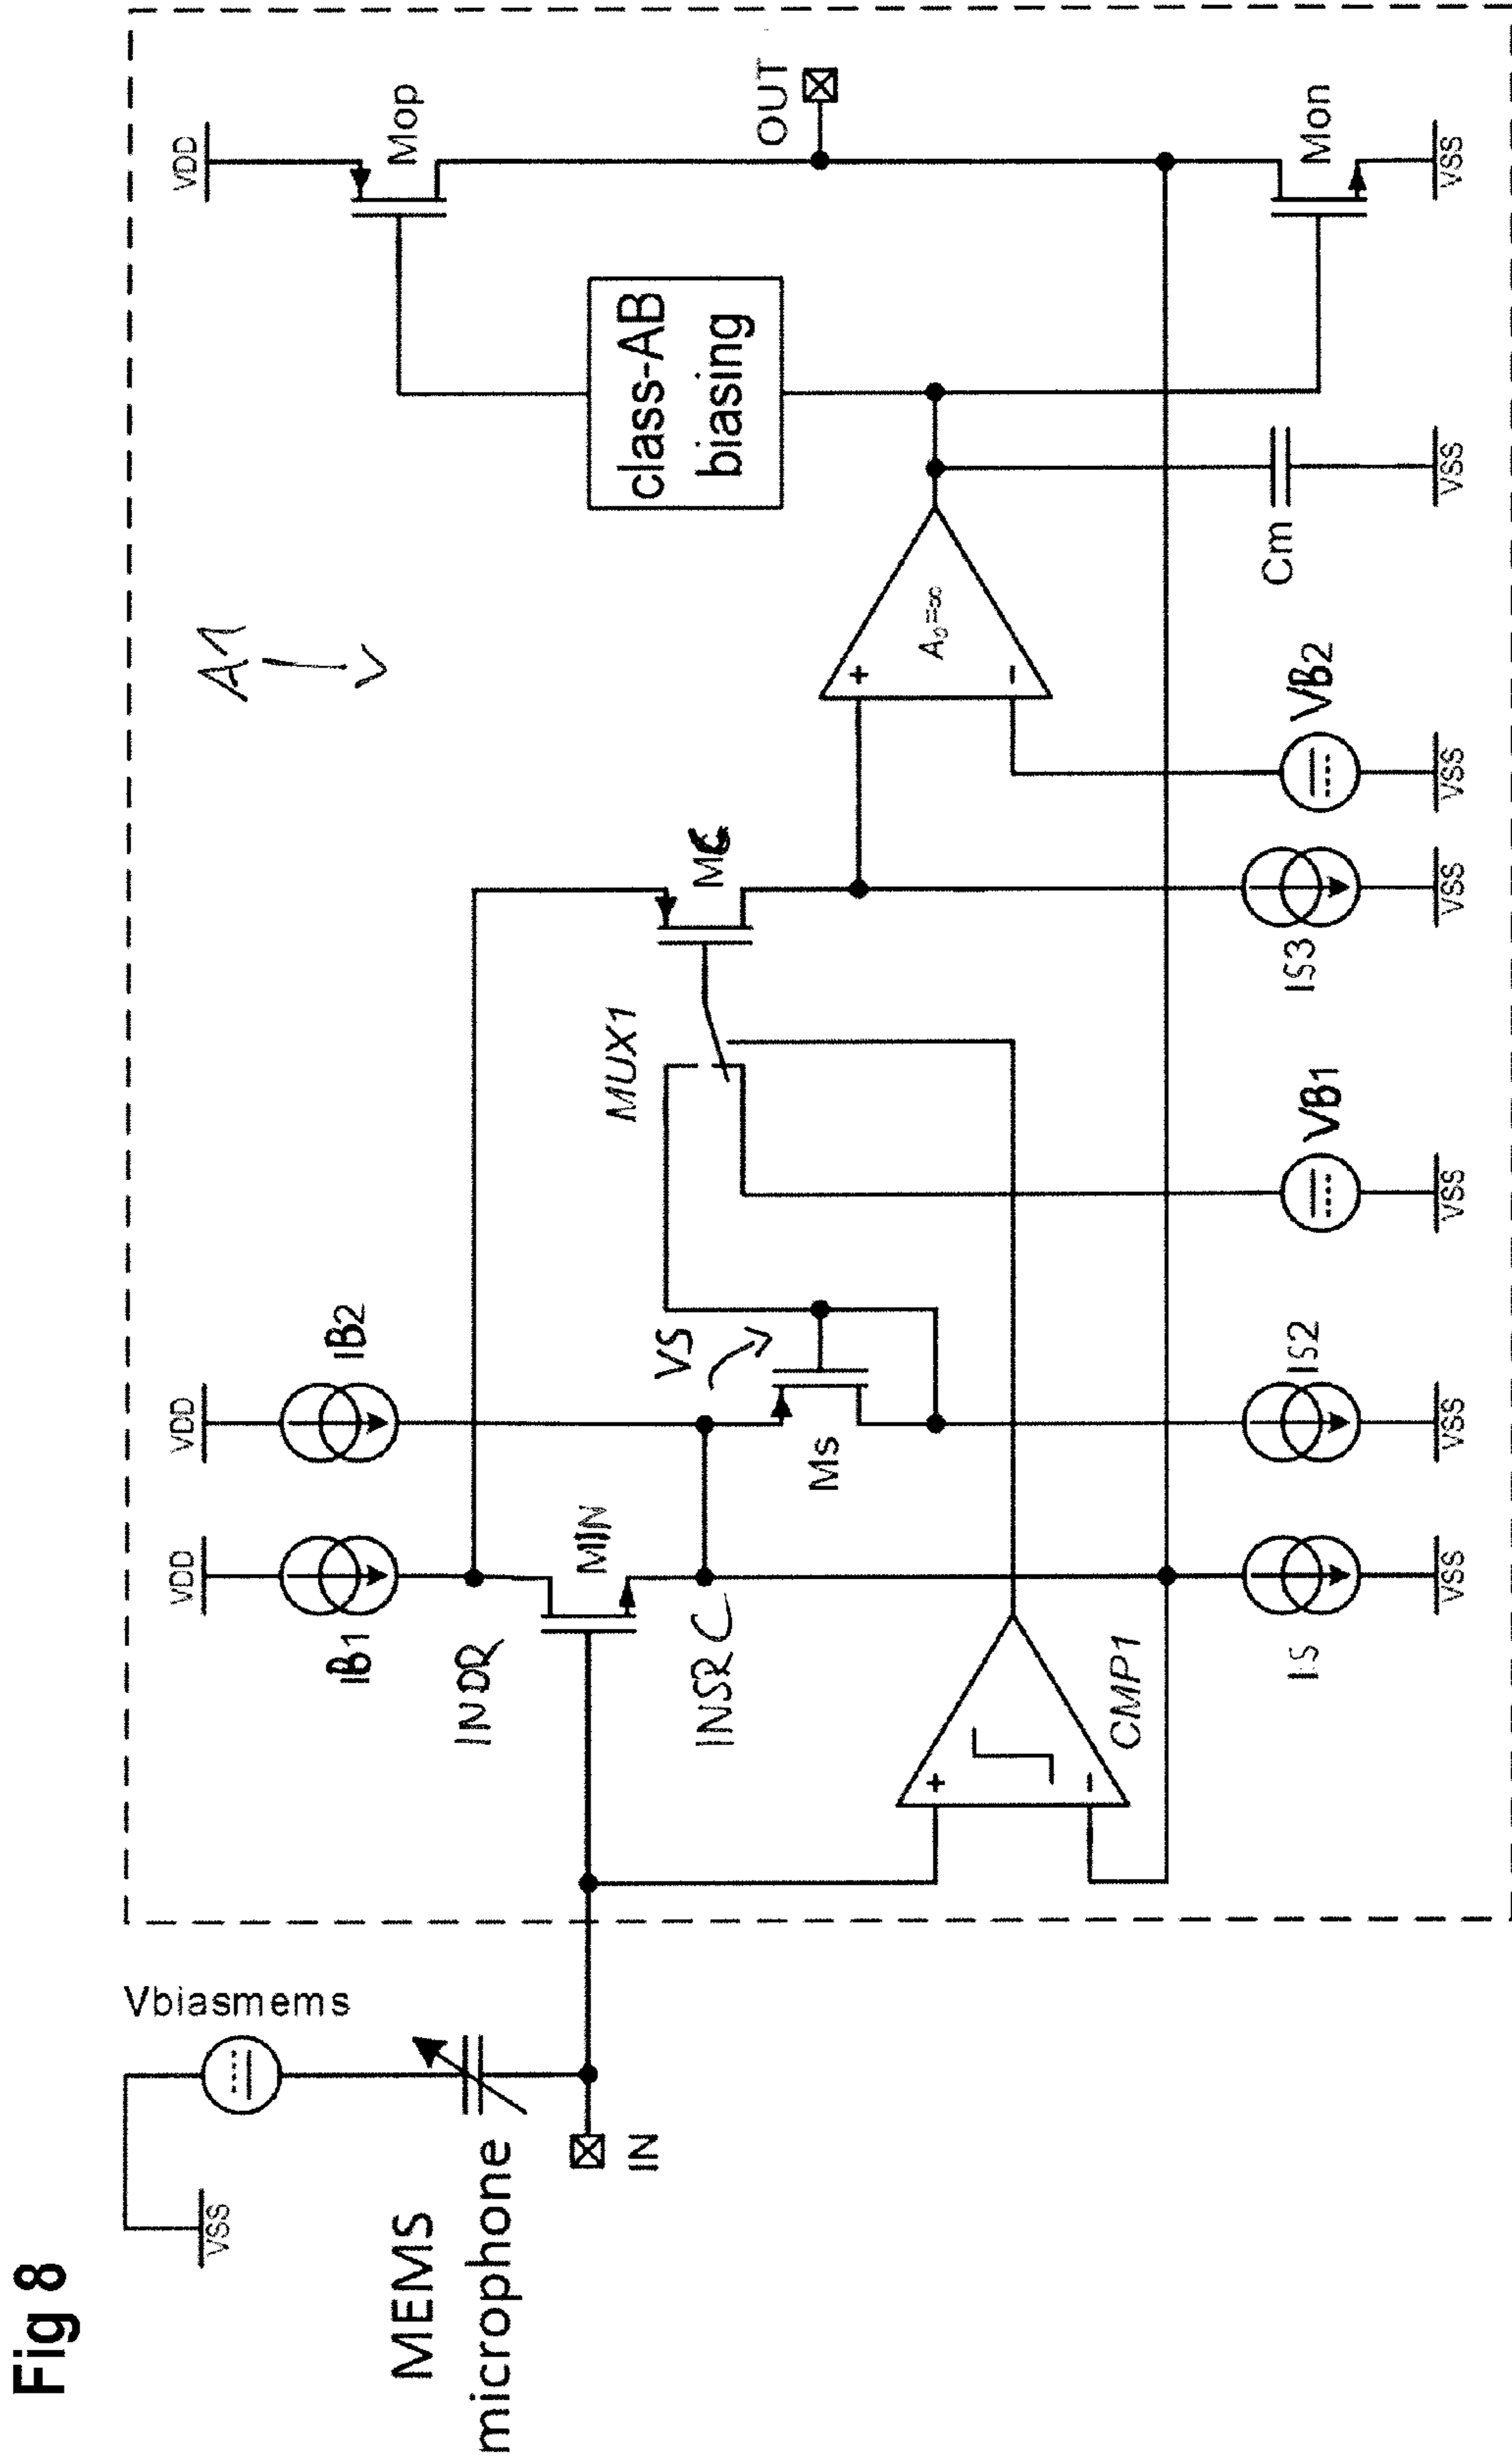 Fig 8
VSS
Vbiasmems
MEMS
microphone
IN
A1
VDD
VDD
VDD
IB1
IB2
INDR
MIN
INSRC
VS
Ms
MUX1
MC
+
-
CMP1
+
-
A₀=∞
class-AB
biasing
Mop
OUT
Mon
Cm
IS
IS2
VB1
IS3
VB2
VSS
VSS
VSS
VSS
VSS
VSS
VSS